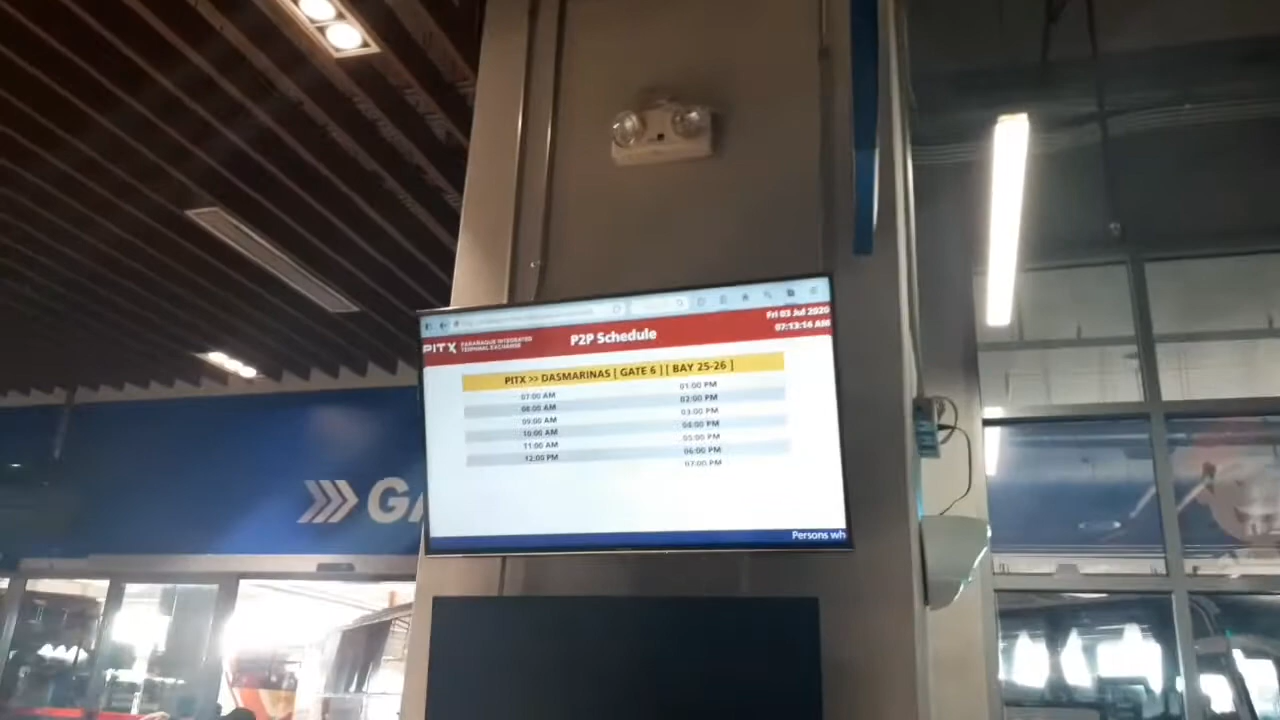 PITX PARAÑAQUE INTEGRATED
TERMINAL EXCHANGE
P2P Schedule
Fri 03 Jul 2020
07:13:14 AM
PITX >> DASMARINAS [ GATE 6 ] [ BAY 25-26 ]
07:00 AM 01:00 PM
08:00 AM 02:00 PM
09:00 AM 03:00 PM
10:00 AM 04:00 PM
11:00 AM 05:00 PM
12:00 PM 06:00 PM
07:00 PM
Persons wh
GA